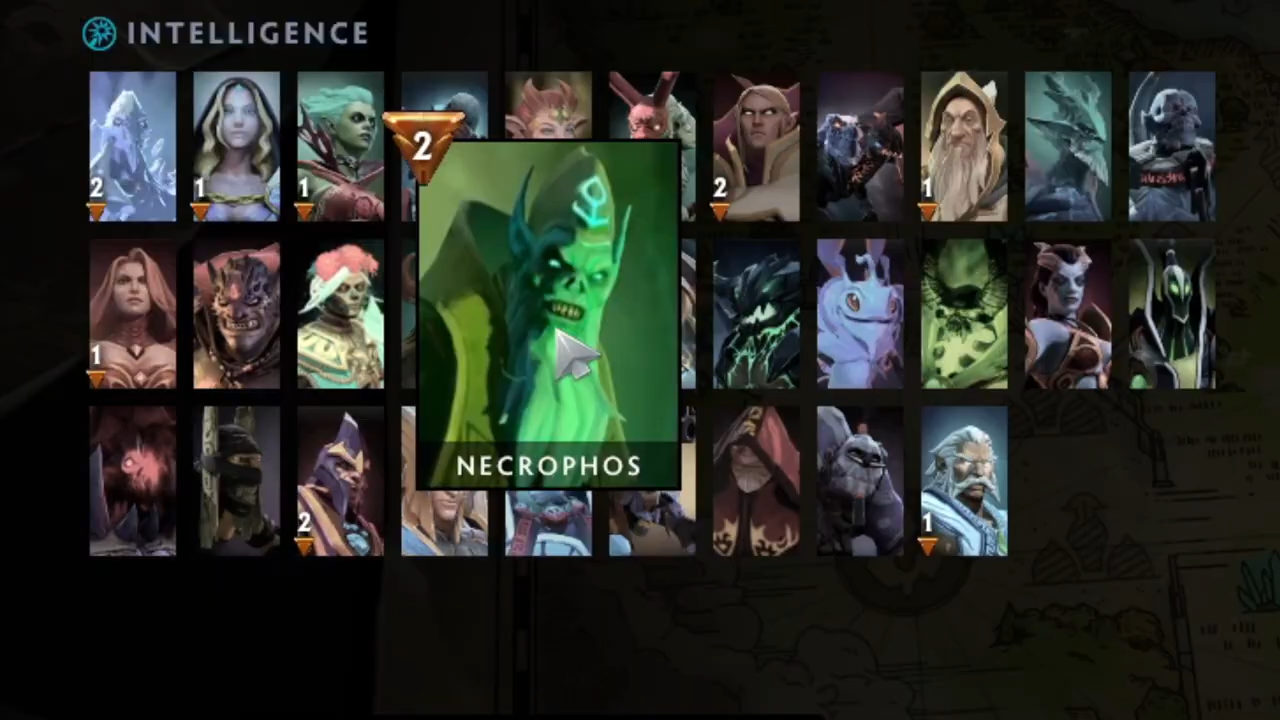 INTELLIGENCE
2
2 1 1 2 1
1
NECROPHOS
2 1